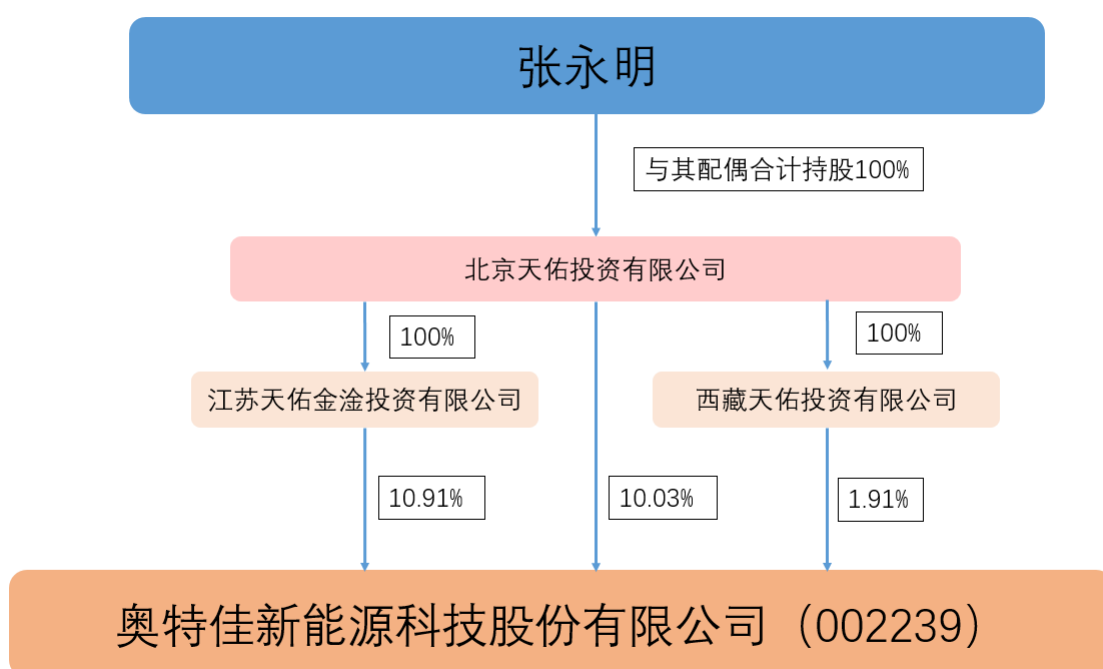 张永明
与其配偶合计持股100%
北京天佑投资有限公司
100%
100%
江苏天佑金淦投资有限公司
西藏天佑投资有限公司
10.91%
10.03%
1.91%
奥特佳新能源科技股份有限公司（002239）